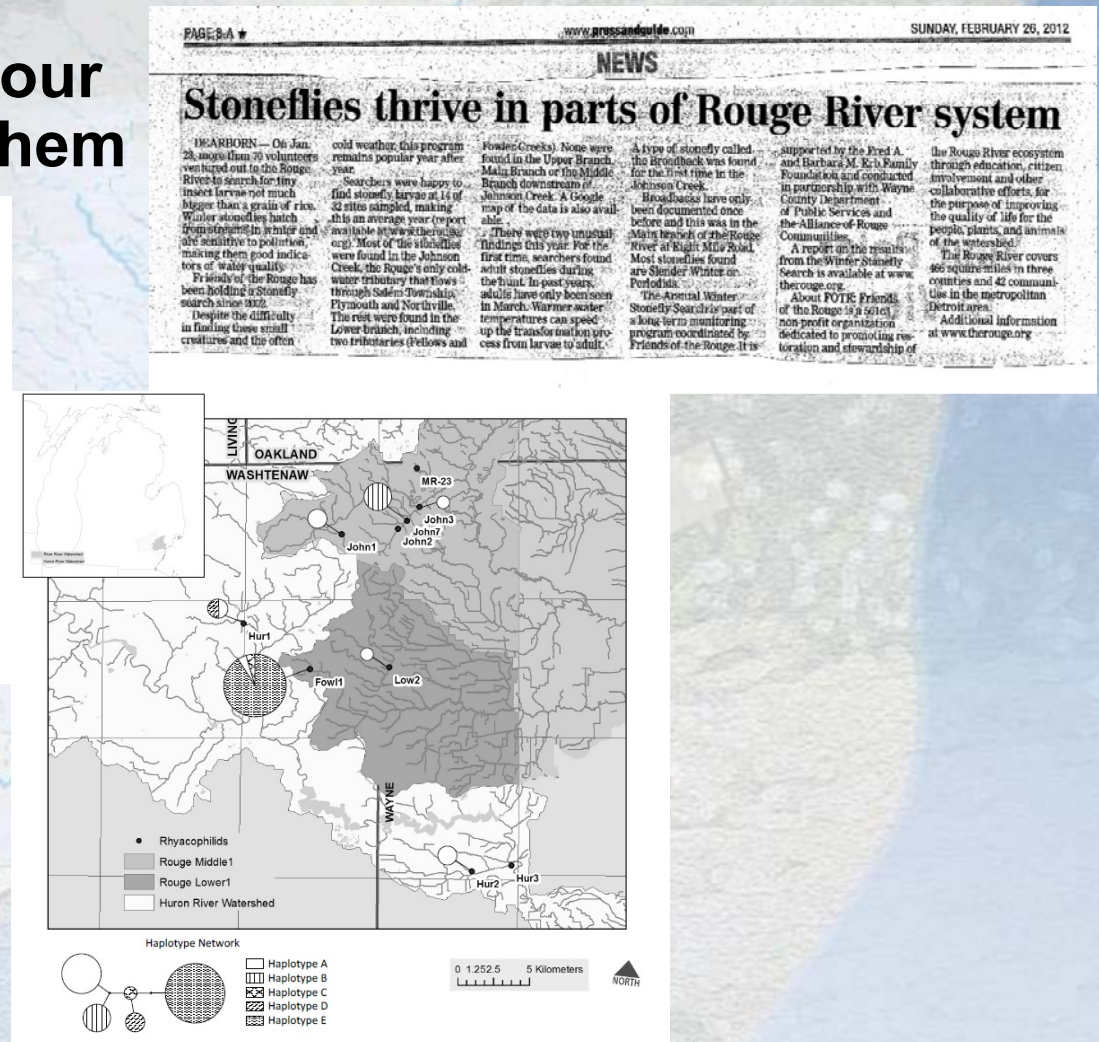 our
hem
PAGE 8-A ★
www.pressandguide.com
SUNDAY, FEBRUARY 26, 2012
NEWS
Stoneflies thrive in parts of Rouge River system
DEARBORN — On Jan.
28, more than 70 volunteers
ventured out to the Rouge
River to search for tiny
insect larvae not much
bigger than a grain of rice.
Winter stoneflies hatch
from streams in winter and
are sensitive to pollution,
making them good indica-
tors of water quality.
Friends of the Rouge has
been holding a Stonefly
search since 2002.
Despite the difficulty
in finding these small
creatures and the often
cold weather, this program
remains popular year after
year.
Searchers were happy to
find stonefly larvae at 14 of
32 sites sampled, making
this an average year (report
available at www.therouge.
org). Most of the stoneflies
were found in the Johnson
Creek, the Rouge's only cold-
water tributary that flows
through Salem Township,
Plymouth and Northville.
The rest were found in the
Lower branch, including
two tributaries (Fellows and
Fowler Creeks). None were
found in the Upper Branch,
Main Branch or the Middle
Branch downstream of
Johnson Creek. A Google
map of the data is also avail-
able.
There were two unusual
findings this year. For the
first time, searchers found
adult stoneflies during
the hunt. In past years,
adults have only been seen
in March. Warmer water
temperatures can speed
up the transformation pro-
cess from larvae to adult.
A type of stonefly called
the Broadback was found
for the first time in the
Johnson Creek.
Broadbacks have only
been documented once
before and this was in the
Main branch of the Rouge
River at Eight Mile Road.
Most stoneflies found
are Slender Winter or
Perlodids.
The Annual Winter
Stonefly Search is part of
a long-term monitoring
program coordinated by
Friends of the Rouge. It is
supported by the Fred A.
and Barbara M. Erb Family
Foundation and conducted
in partnership with Wayne
County Department
of Public Services and
the Alliance of Rouge
Communities.
A report on the results
from the Winter Stonefly
Search is available at www.
therouge.org.
About FOTR: Friends
of the Rouge is a 501c3
non-profit organization
dedicated to promoting res-
toration and stewardship of
the Rouge River ecosystem
through education, citizen
involvement and other
collaborative efforts, for
the purpose of improving
the quality of life for the
people, plants, and animals
of the watershed.
The Rouge River covers
466 square miles in three
counties and 42 communi-
ties in the metropolitan
Detroit area.
Additional information
at www.therouge.org
LIVING
OAKLAND
WASHTENAW
MR-23
John3
John7
John2
John1
Hur1
Fowl1
Low2
WAYNE
Hur2
Hur3
River Watershed
Huron River Watershed
Rhyacophilids
Rouge Middle1
Rouge Lower1
Huron River Watershed
Haplotype Network
Haplotype A
Haplotype B
Haplotype C
Haplotype D
Haplotype E
0 1.252.5 5 Kilometers
NORTH